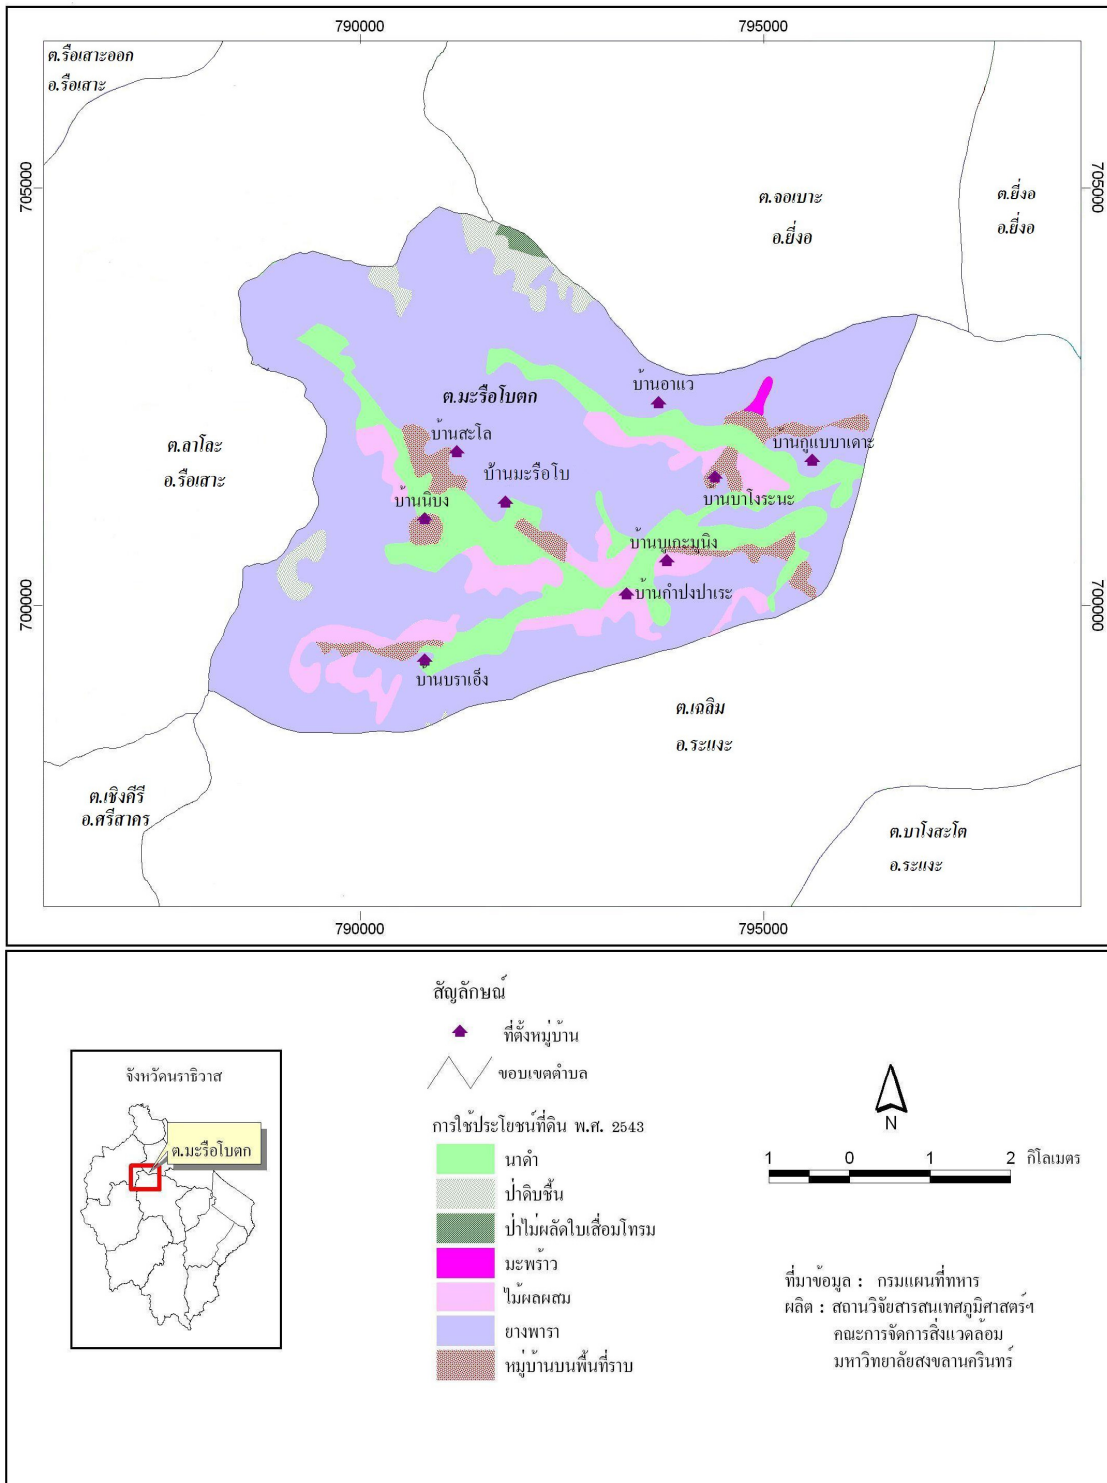 790000
795000
ต.รือเสาะออก
อ.รือเสาะ
705000
705000
ต.จอเบาะ
อ.ยี่งอ
ต.ยี่งอ
อ.ยี่งอ
บ้านอาแว
ต.มะรือโบตก
บ้านสะโล
บ้านกูแบบาเดาะ
ต.ลาโละ
อ.รือเสาะ
บ้านมะรือโบ
บ้านนิบง
บานบาโงระนะ
บ้านบูเกะมูนิง
บ้านกำปงปาเระ
700000
700000
บานบราเอ็ง
ต.เฉลิม
อ.ระแงะ
ต.เชิงคีรี
อ.ศรีสาคร
ต.บาโงสะโต
อ.ระแงะ
790000
795000
สัญลักษณ์
ที่ตั้งหมู่บ้าน
ขอบเขตตำบล
จังหวัดนราธิวาส
ต.มะรือโบตก
การใช้ประโยชน์ที่ดิน พ.ศ. 2543
นาดำ
ป่าดิบชื้น
ป่าไม่ผลัดใบเสื่อมโทรม
มะพร้าว
ไม้ผลผสม
ยางพารา
หมู่บ้านบนพื้นที่ราบ
N
1 0 1 2 กิโลเมตร
ที่มาข้อมูล : กรมแผนที่ทหาร
ผลิต : สถานวิจัยสารสนเทศภูมิศาสตร์ฯ
คณะการจัดการสิ่งแวดล้อม
มหาวิทยาลัยสงขลานครินทร์